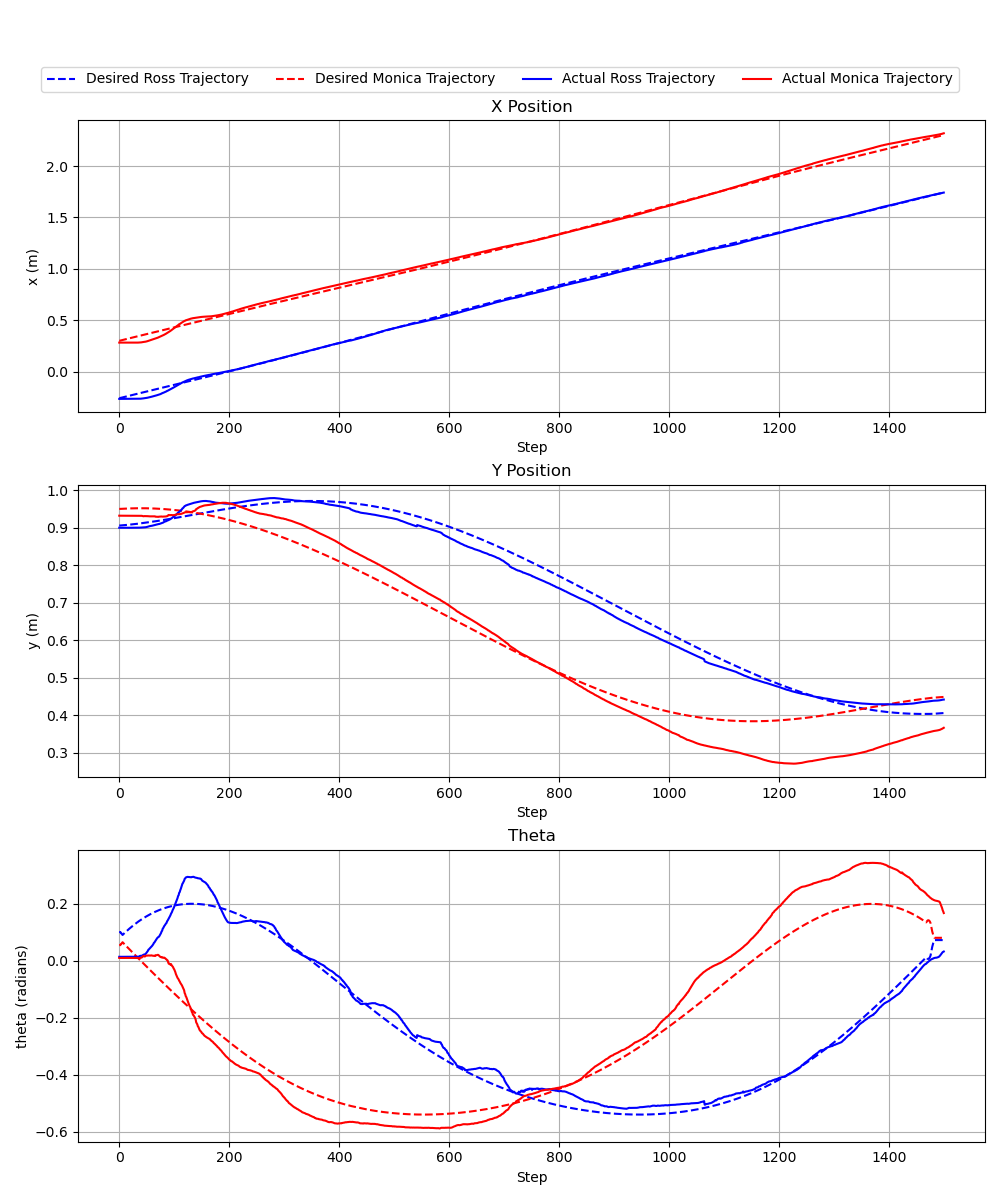 Desired Ross Trajectory Desired Monica Trajectory Actual Ross Trajectory Actual Monica Trajectory
X Position
2.0
1.5
1.0
0.5
0.0
x (m)
0 200 400 600 800 1000 1200 1400
Step
Y Position
1.0
0.9
0.8
0.7
0.6
0.5
0.4
0.3
y (m)
0 200 400 600 800 1000 1200 1400
Step
Theta
0.2
0.0
−0.2
−0.4
−0.6
theta (radians)
0 200 400 600 800 1000 1200 1400
Step